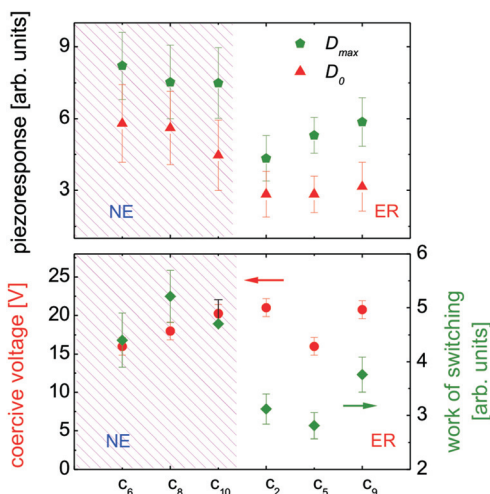 piezoresponse [arb. units]
9
6
3
D_max
D_0
NE
ER
coercive voltage [V]
25
20
15
10
5
0
6
5
4
3
2
work of switching
[arb. units]
NE
ER
c_6 c_8 c_10 c_2 c_5 c_9